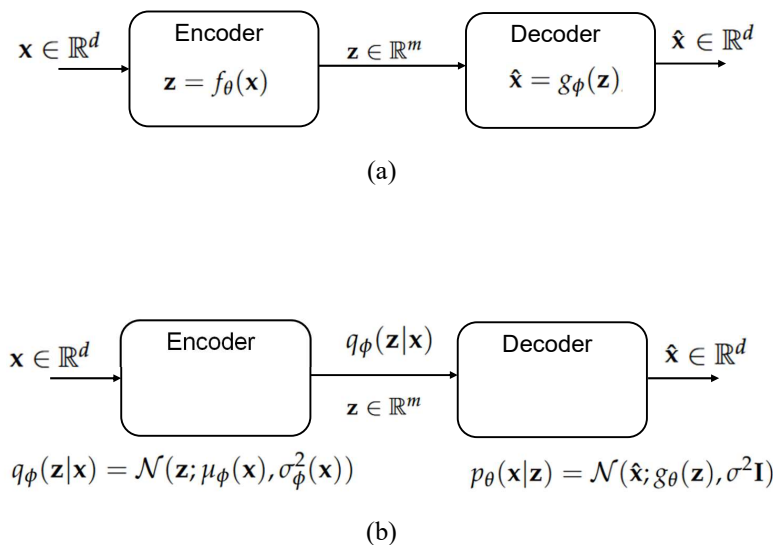 x ∈ ℝ^d
Encoder
z = f_θ(x)
z ∈ ℝ^m
Decoder
x̂ = g_ϕ(z)
x̂ ∈ ℝ^d
(a)
x ∈ ℝ^d
Encoder
q_ϕ(z|x)
z ∈ ℝ^m
Decoder
x̂ ∈ ℝ^d
q_ϕ(z|x) = 𝒩(z; μ_ϕ(x), σ_ϕ^2(x))
p_θ(x|z) = 𝒩(x̂; g_θ(z), σ^2 I)
(b)